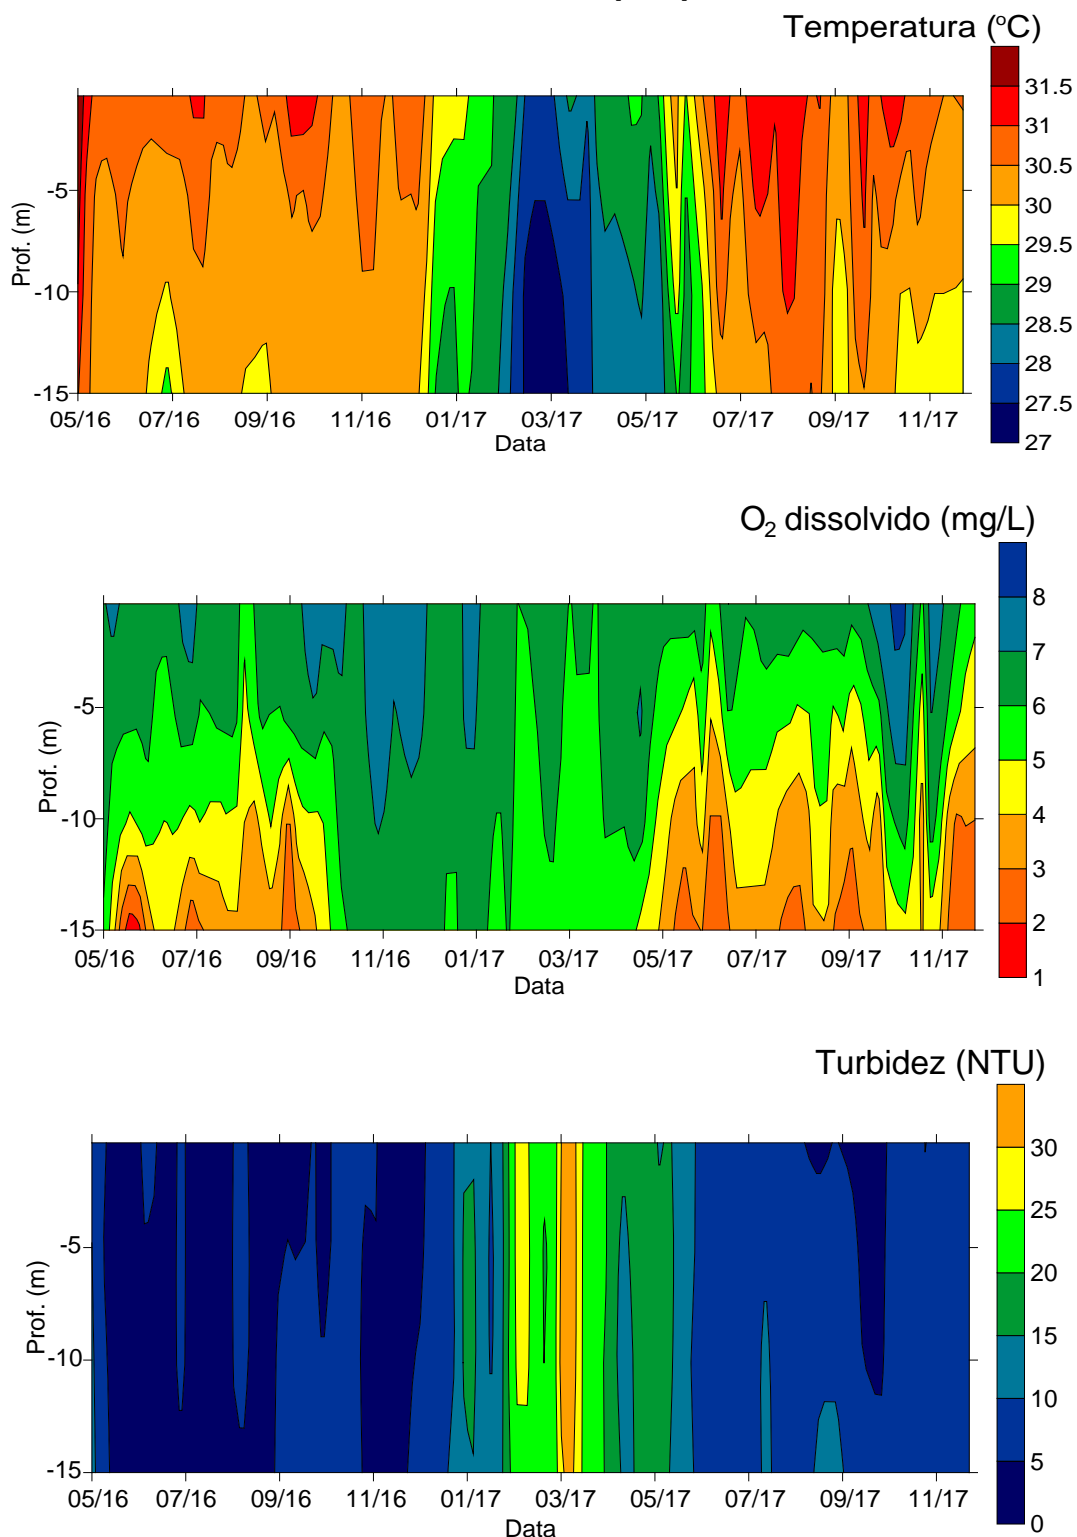 Temperatura (°C)
31.5
31
30.5
30
29.5
29
28.5
28
27.5
27
Prof. (m)
-5
-10
-15
05/16 07/16 09/16 11/16 01/17 03/17 05/17 07/17 09/17 11/17
Data
O₂ dissolvido (mg/L)
8
7
6
5
4
3
2
1
Prof. (m)
-5
-10
-15
05/16 07/16 09/16 11/16 01/17 03/17 05/17 07/17 09/17 11/17
Data
Turbidez (NTU)
30
25
20
15
10
5
0
Prof. (m)
-5
-10
-15
05/16 07/16 09/16 11/16 01/17 03/17 05/17 07/17 09/17 11/17
Data